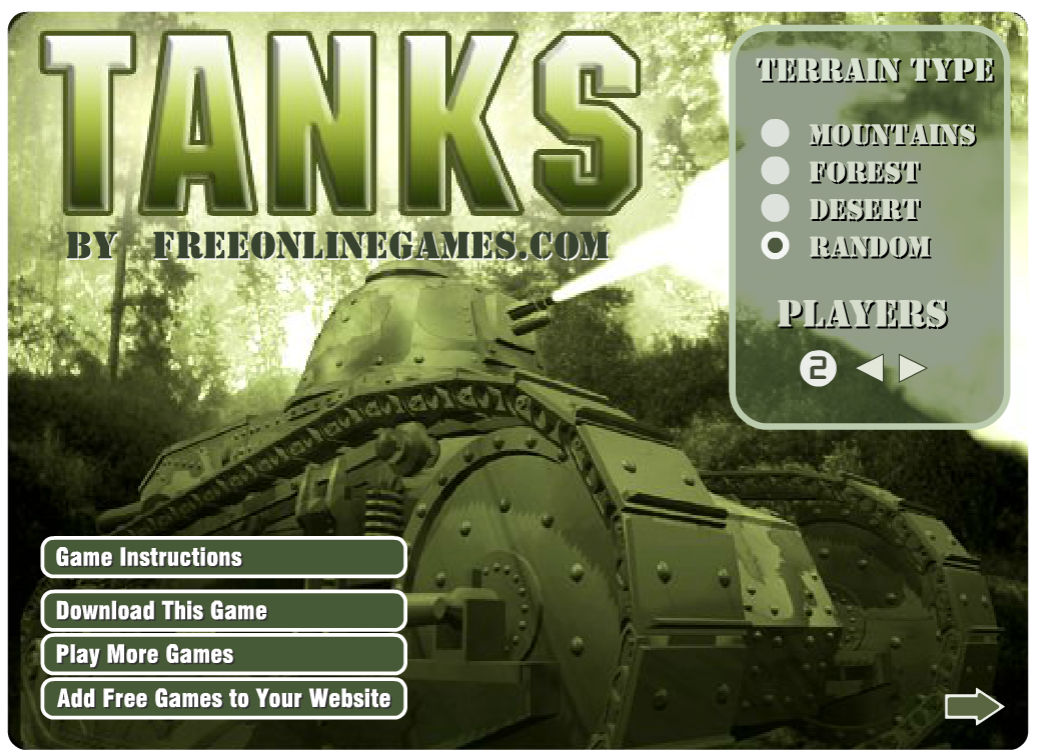 TANKS
BY FREEONLINEGAMES.COM
TERRAIN TYPE
MOUNTAINS
FOREST
DESERT
RANDOM
PLAYERS
2
Game Instructions
Download This Game
Play More Games
Add Free Games to Your Website